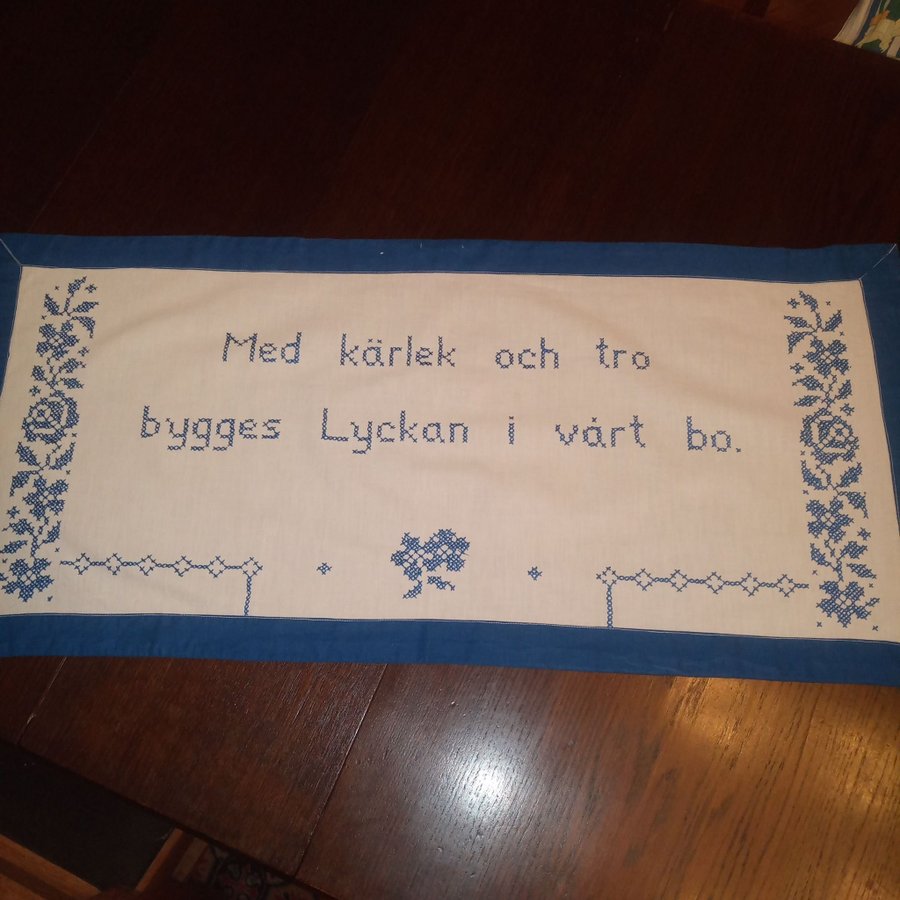 Med kärlek och tro
bygges Lyckan i vårt bo.